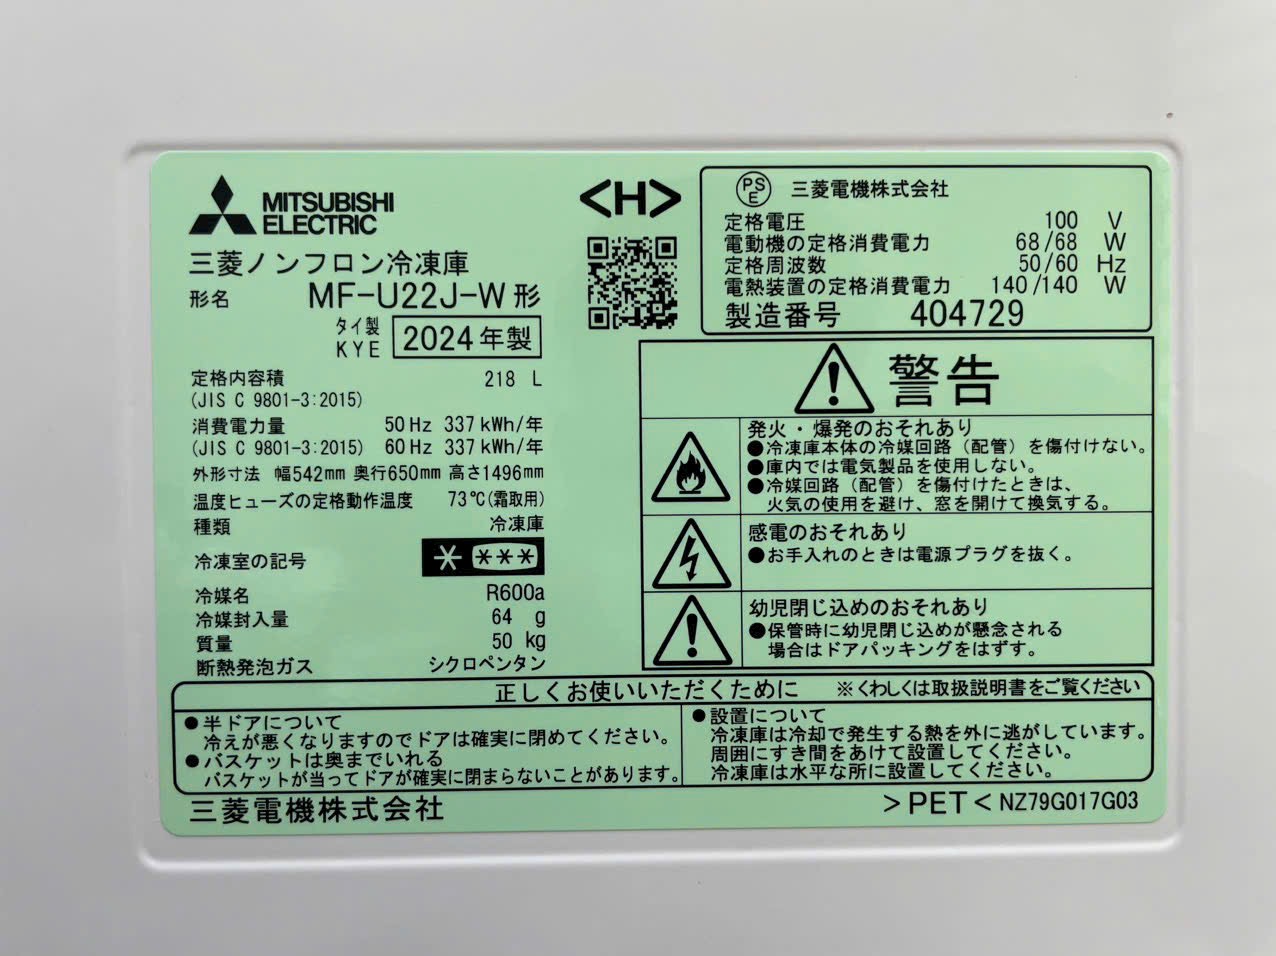 MITSUBISHI
ELECTRIC
三菱ノンフロン冷凍庫
形名 MF-U22J-W 形
タイ製
KYE 2024年製
定格内容積 218 L
(JIS C 9801-3:2015)
消費電力量 50Hz 337kWh/年
(JIS C 9801-3:2015) 60Hz 337kWh/年
外形寸法 幅542mm 奥行650mm 高さ1496mm
温度ヒューズの定格動作温度 73℃(霜取用)
種類 冷凍庫
冷凍室の記号 * ***
冷媒名 R600a
冷媒封入量 64 g
質量 50 kg
断熱発泡ガス シクロペンタン
<H>
PS
E
三菱電機株式会社
定格電圧 100 V
電動機の定格消費電力 68/68 W
定格周波数 50/60 Hz
電熱装置の定格消費電力 140/140 W
製造番号 404729
警告
発火・爆発のおそれあり
●冷凍庫本体の冷媒回路(配管)を傷付けない。
●庫内では電気製品を使用しない。
●冷媒回路(配管)を傷付けたときは、
火気の使用を避け、窓を開けて換気する。
感電のおそれあり
●お手入れのときは電源プラグを抜く。
幼児閉じ込めのおそれあり
●保管時に幼児閉じ込めが懸念される
場合はドアパッキングをはずす。
正しくお使いいただくために ※くわしくは取扱説明書をご覧ください
●半ドアについて
冷えが悪くなりますのでドアは確実に閉めてください。
●バスケットは奥までいれる
バスケットが当ってドアが確実に閉まらないことがあります。
●設置について
冷凍庫は冷却で発生する熱を外に逃がしています。
周囲にすき間をあけて設置してください。
冷凍庫は水平な所に設置してください。
三菱電機株式会社
>PET< NZ79G017G03